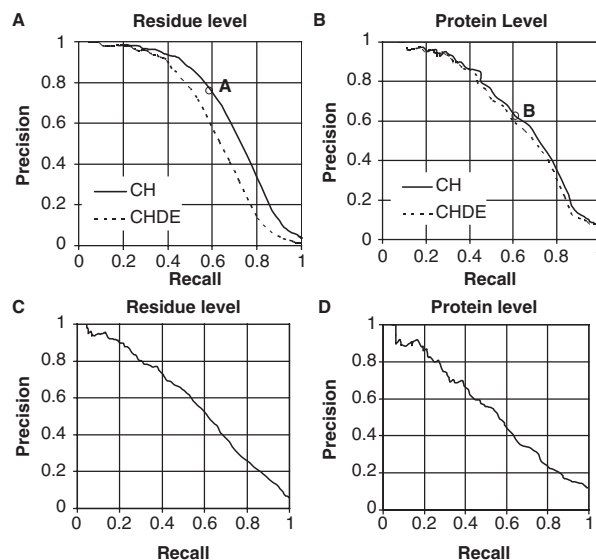 A
Residue level
B
Protein Level
Precision
1
0.8
0.6
0.4
0.2
0
A
CH
CHDE
0 0.2 0.4 0.6 0.8 1
Recall
Precision
1
0.8
0.6
0.4
0.2
0
B
CH
CHDE
0 0.2 0.4 0.6 0.8 1
Recall
C
Residue level
D
Protein level
Precision
1
0.8
0.6
0.4
0.2
0
0 0.2 0.4 0.6 0.8 1
Recall
Precision
1
0.8
0.6
0.4
0.2
0
0 0.2 0.4 0.6 0.8 1
Recall